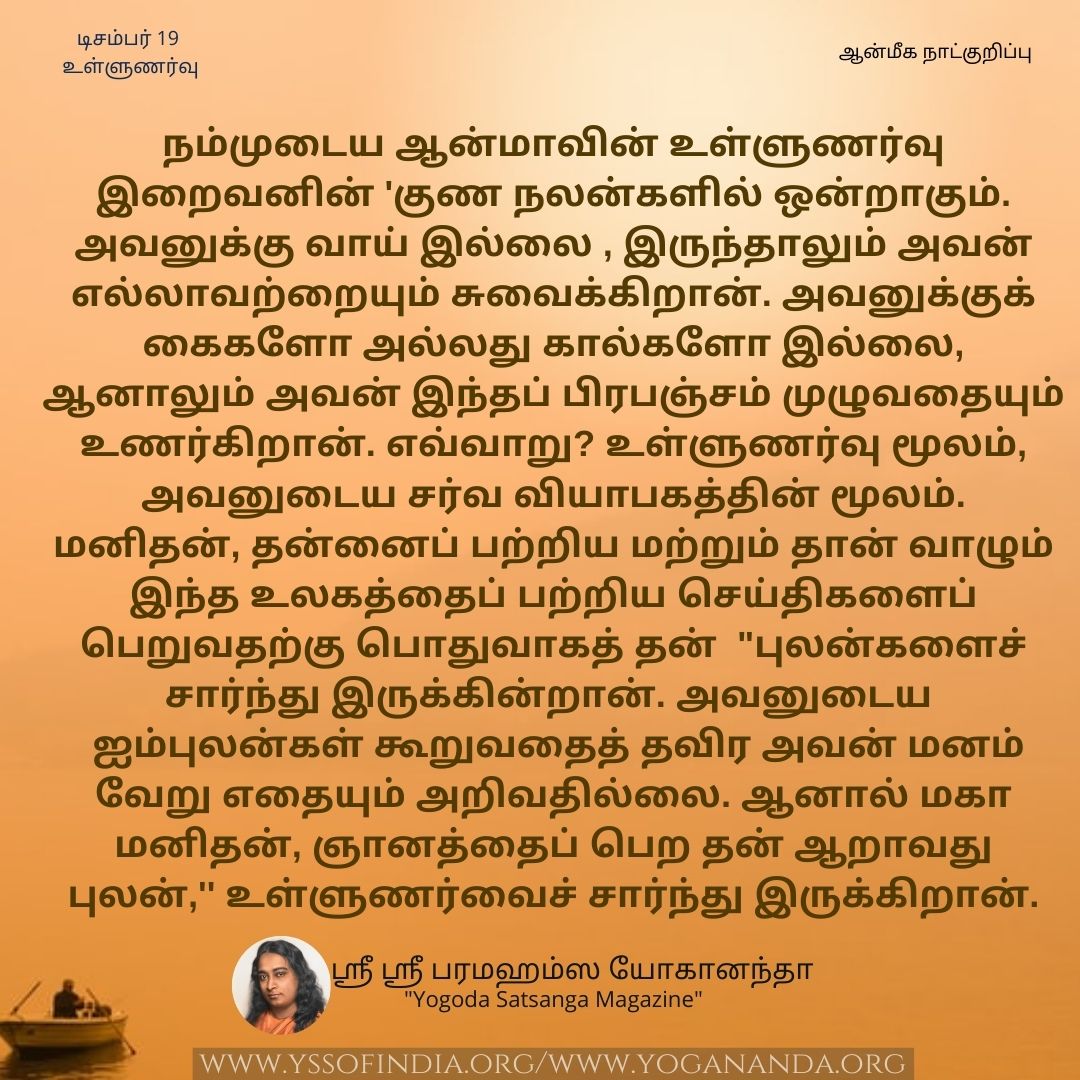 டிசம்பர் 19
உள்ளுணர்வு
ஆன்மீக நாட்குறிப்பு
நம்முடைய ஆன்மாவின் உள்ளுணர்வு
இறைவனின் 'குண நலன்களில் ஒன்றாகும்.
அவனுக்கு வாய் இல்லை , இருந்தாலும் அவன்
எல்லாவற்றையும் சுவைக்கிறான். அவனுக்குக்
கைகளோ அல்லது கால்களோ இல்லை,
ஆனாலும் அவன் இந்தப் பிரபஞ்சம் முழுவதையும்
உணர்கிறான். எவ்வாறு? உள்ளுணர்வு மூலம்,
அவனுடைய சர்வ வியாபகத்தின் மூலம்.
மனிதன், தன்னைப் பற்றிய மற்றும் தான் வாழும்
இந்த உலகத்தைப் பற்றிய செய்திகளைப்
பெறுவதற்கு பொதுவாகத் தன் "புலன்களைச்
சார்ந்து இருக்கின்றான். அவனுடைய
ஐம்புலன்கள் கூறுவதைத் தவிர அவன் மனம்
வேறு எதையும் அறிவதில்லை. ஆனால் மகா
மனிதன், ஞானத்தைப் பெற தன் ஆறாவது
புலன்,'' உள்ளுணர்வைச் சார்ந்து இருக்கிறான்.
ஸ்ரீ ஸ்ரீ பரமஹம்ஸ யோகானந்தா
"Yogoda Satsanga Magazine"
WWW.YSSOFINDIA.ORG/WWW.YOGANANDA.ORG